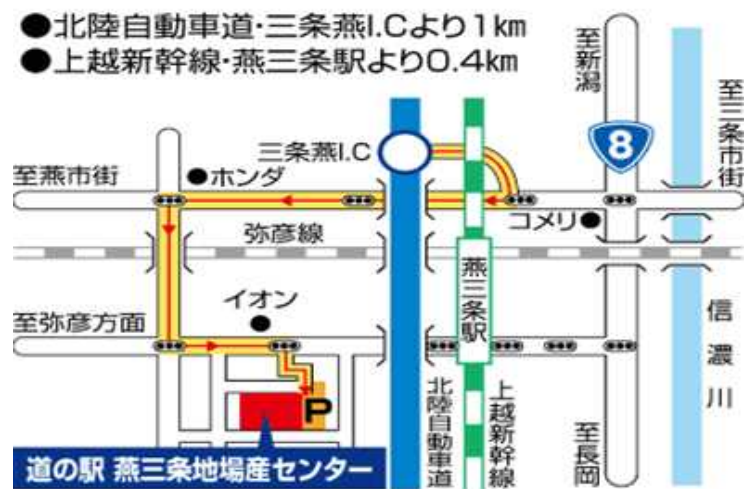 ●北陸自動車道・三条燕I.Cより1km
●上越新幹線・燕三条駅より0.4km
至新潟
至三条市街
三条燕I.C
8
至燕市街
●ホンダ
コメリ●
弥彦線
燕三条駅
イオン
至弥彦方面
信濃川
P
北陸自動車道
上越新幹線
至長岡
道の駅 燕三条地場産センター